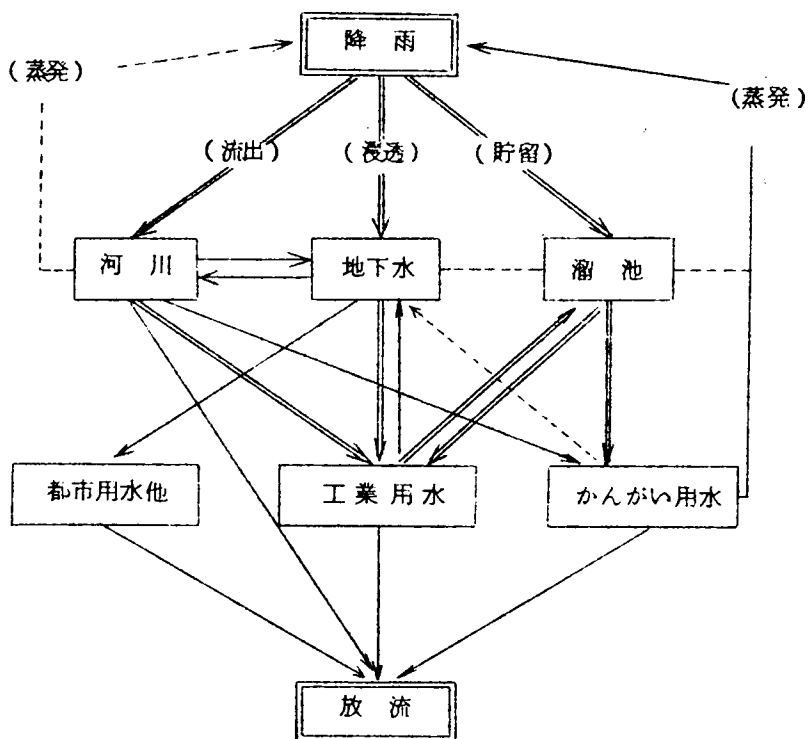 降雨
(蒸発)
(蒸発)
(流出)
(浸透)
(貯留)
河川
地下水
溜池
都市用水他
工業用水
かんがい用水
放流